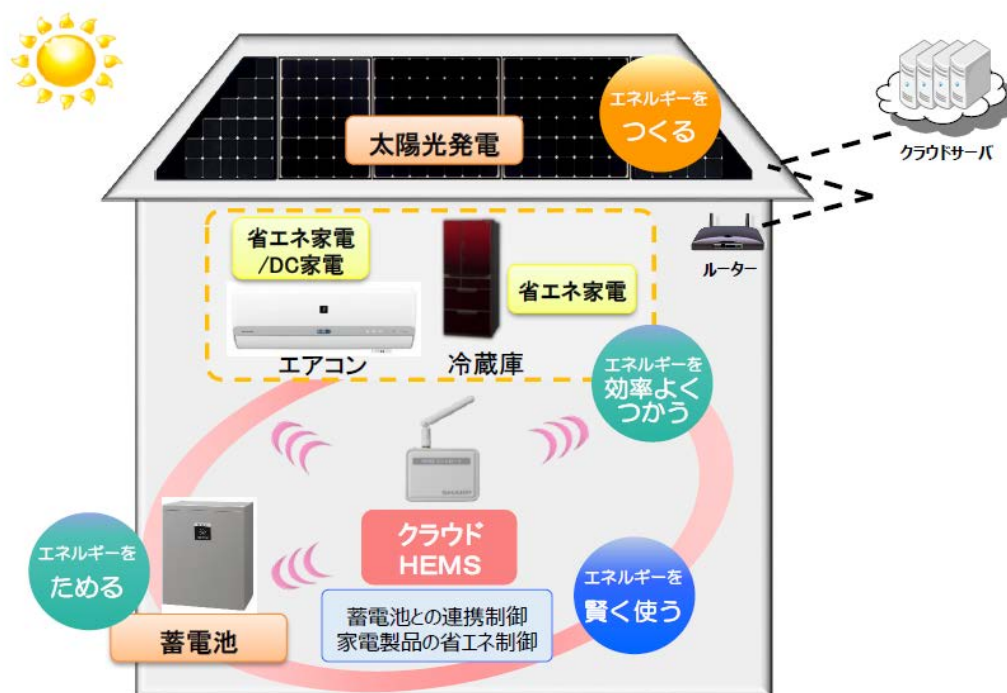 エネルギーを
つくる
太陽光発電
クラウドサーバ
省エネ家電
/DC家電
省エネ家電
ルーター
エアコン
冷蔵庫
エネルギーを
効率よく
つかう
SHARP
クラウド
HEMS
エネルギーを
ためる
エネルギーを
賢く使う
蓄電池との連携制御
家電製品の省エネ制御
蓄電池